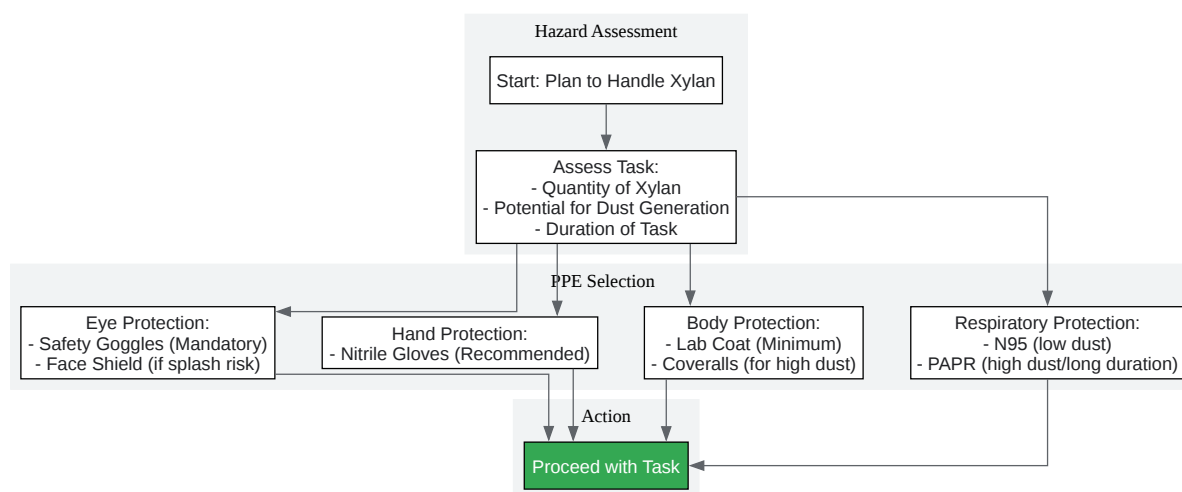 Hazard Assessment
Start: Plan to Handle Xylan
Assess Task:
- Quantity of Xylan
- Potential for Dust Generation
- Duration of Task
PPE Selection
Eye Protection:
- Safety Goggles (Mandatory)
- Face Shield (if splash risk)
Hand Protection:
- Nitrile Gloves (Recommended)
Body Protection:
- Lab Coat (Minimum)
- Coveralls (for high dust)
Respiratory Protection:
- N95 (low dust)
- PAPR (high dust/long duration)
Action
Proceed with Task